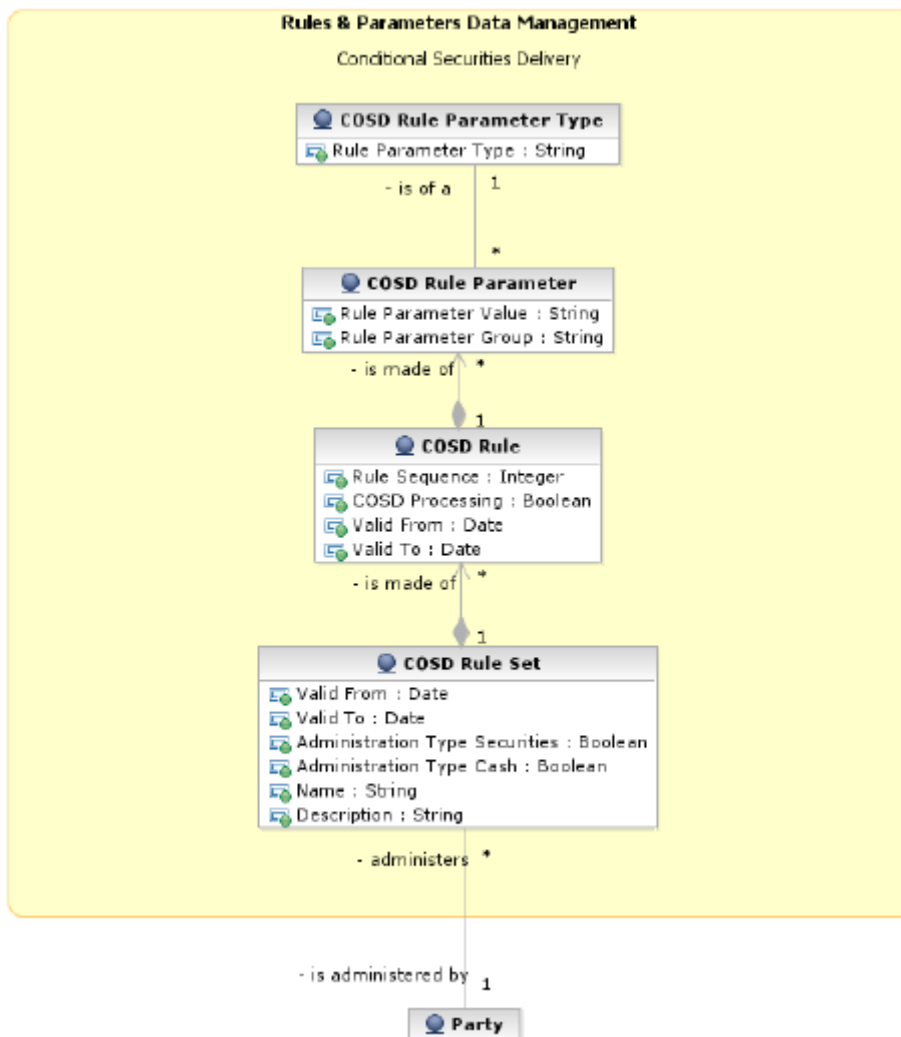 Rules & Parameters Data Management
Conditional Securities Delivery
COSD Rule Parameter Type
Rule Parameter Type : String
- is of a
1
*
COSD Rule Parameter
Rule Parameter Value : String
Rule Parameter Group : String
- is made of *
1
COSD Rule
Rule Sequence : Integer
COSD Processing : Boolean
Valid From : Date
Valid To : Date
- is made of *
1
COSD Rule Set
Valid From : Date
Valid To : Date
Administration Type Securities : Boolean
Administration Type Cash : Boolean
Name : String
Description : String
- administers *
- is administered by 1
Party